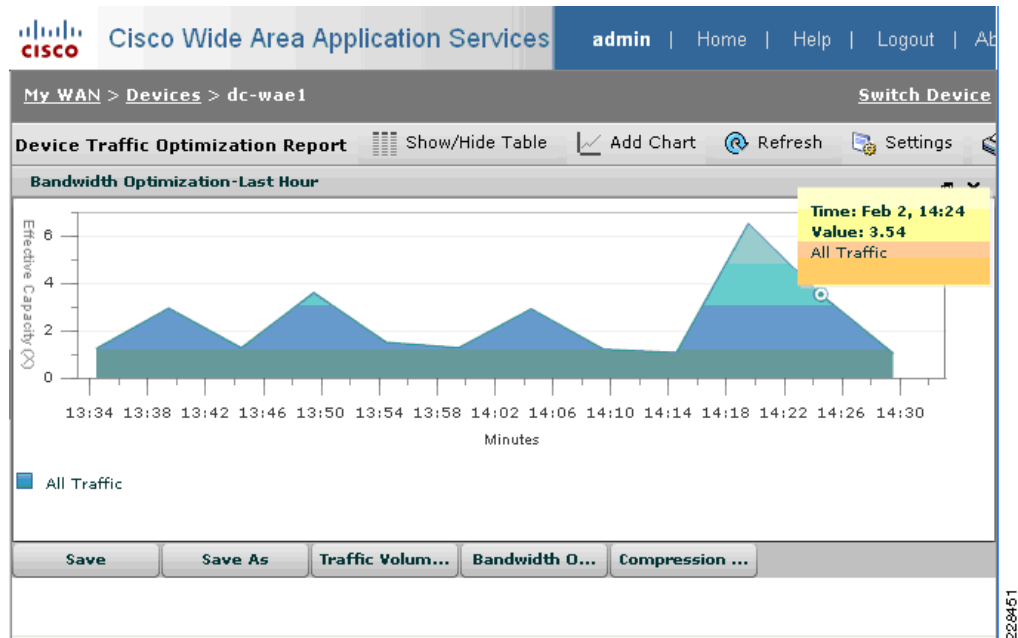 CISCO Cisco Wide Area Application Services admin | Home | Help | Logout | Ab
My WAN > Devices > dc-wae1 Switch Device
Device Traffic Optimization Report Show/Hide Table Add Chart Refresh Settings
Bandwidth Optimization-Last Hour
Time: Feb 2, 14:24
Value: 3.54
All Traffic
Effective Capacity (X)
6
4
2
0
13:34 13:38 13:42 13:46 13:50 13:54 13:58 14:02 14:06 14:10 14:14 14:18 14:22 14:26 14:30
Minutes
All Traffic
Save Save As Traffic Volum... Bandwidth O... Compression ...
228451